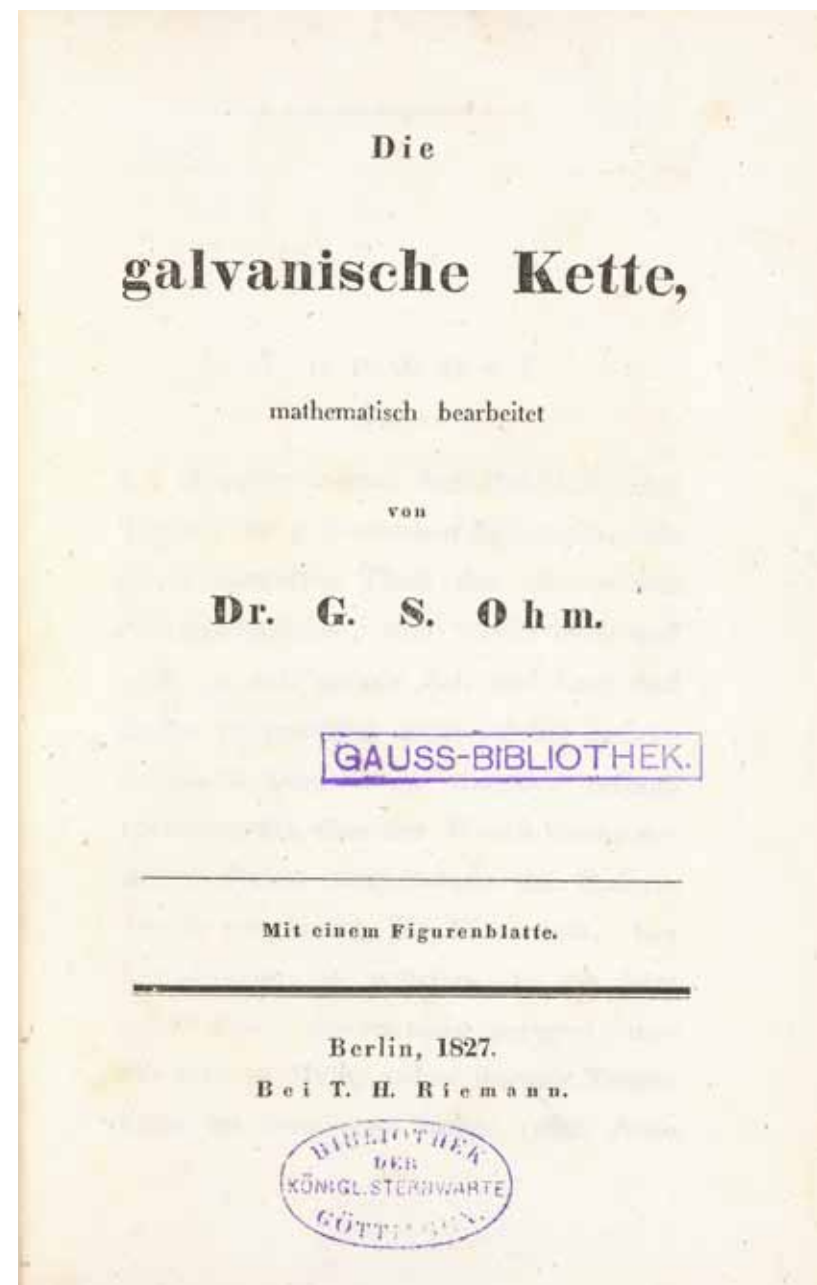 Die
galvanische Kette,
mathematisch bearbeitet
von
Dr. G. S. Ohm.
GAUSS-BIBLIOTHEK.
Mit einem Figurenblatte.
Berlin, 1827.
Bei T. H. Riemann.
BIBLIOTHEK
DER
KÖNIGL. STERNWARTE
GÖTTINGEN.